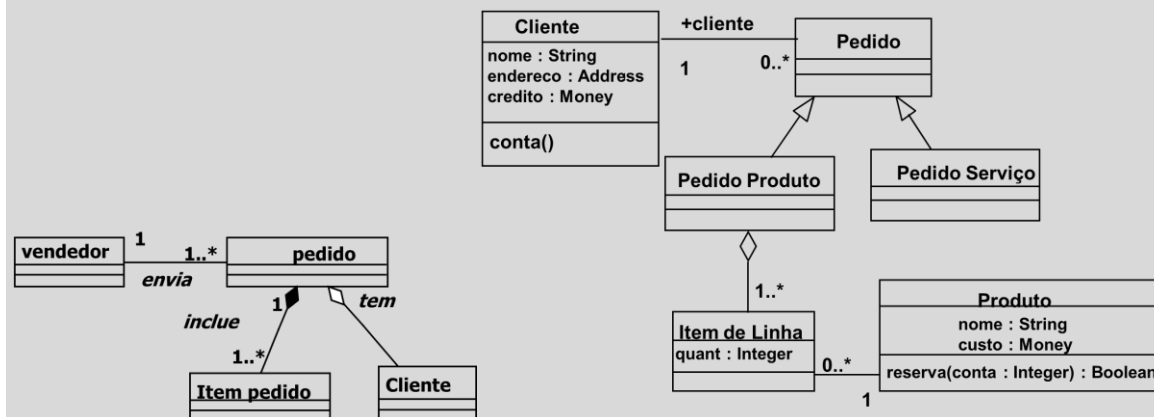 Cliente
nome : String
endereco : Address
credito : Money
conta()
+cliente
1
0..*
Pedido
Pedido Produto
Pedido Serviço
1..*
Item de Linha
quant : Integer
0..*
1
Produto
nome : String
custo : Money
reserva(conta : Integer) : Boolean
vendedor
1
1..*
envia
pedido
1
tem
inclue
1..*
Item pedido
Cliente